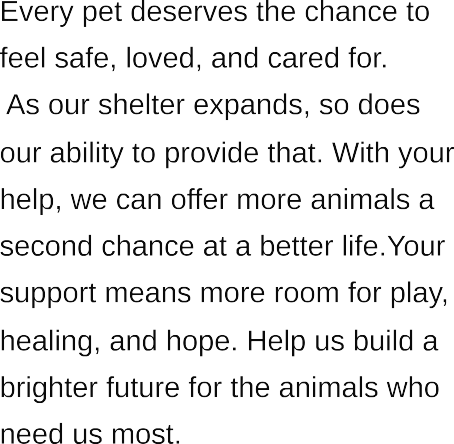 Every pet deserves the chance to
feel safe, loved, and cared for.
As our shelter expands, so does
our ability to provide that. With your
help, we can offer more animals a
second chance at a better life.Your
support means more room for play,
healing, and hope. Help us build a
brighter future for the animals who
need us most.